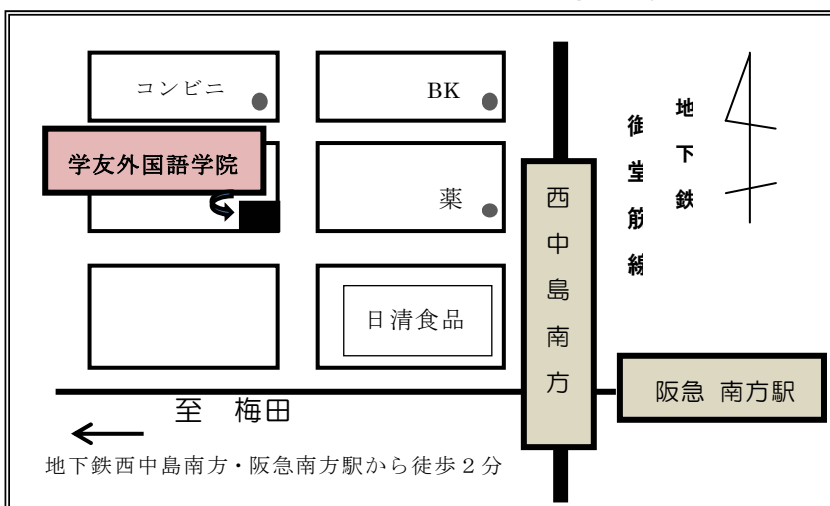 コンビニ
BK
学友外国語学院
薬
日清食品
西中島南方
地下鉄
御堂筋線
阪急 南方駅
至 梅田
地下鉄西中島南方・阪急南方駅から徒歩２分